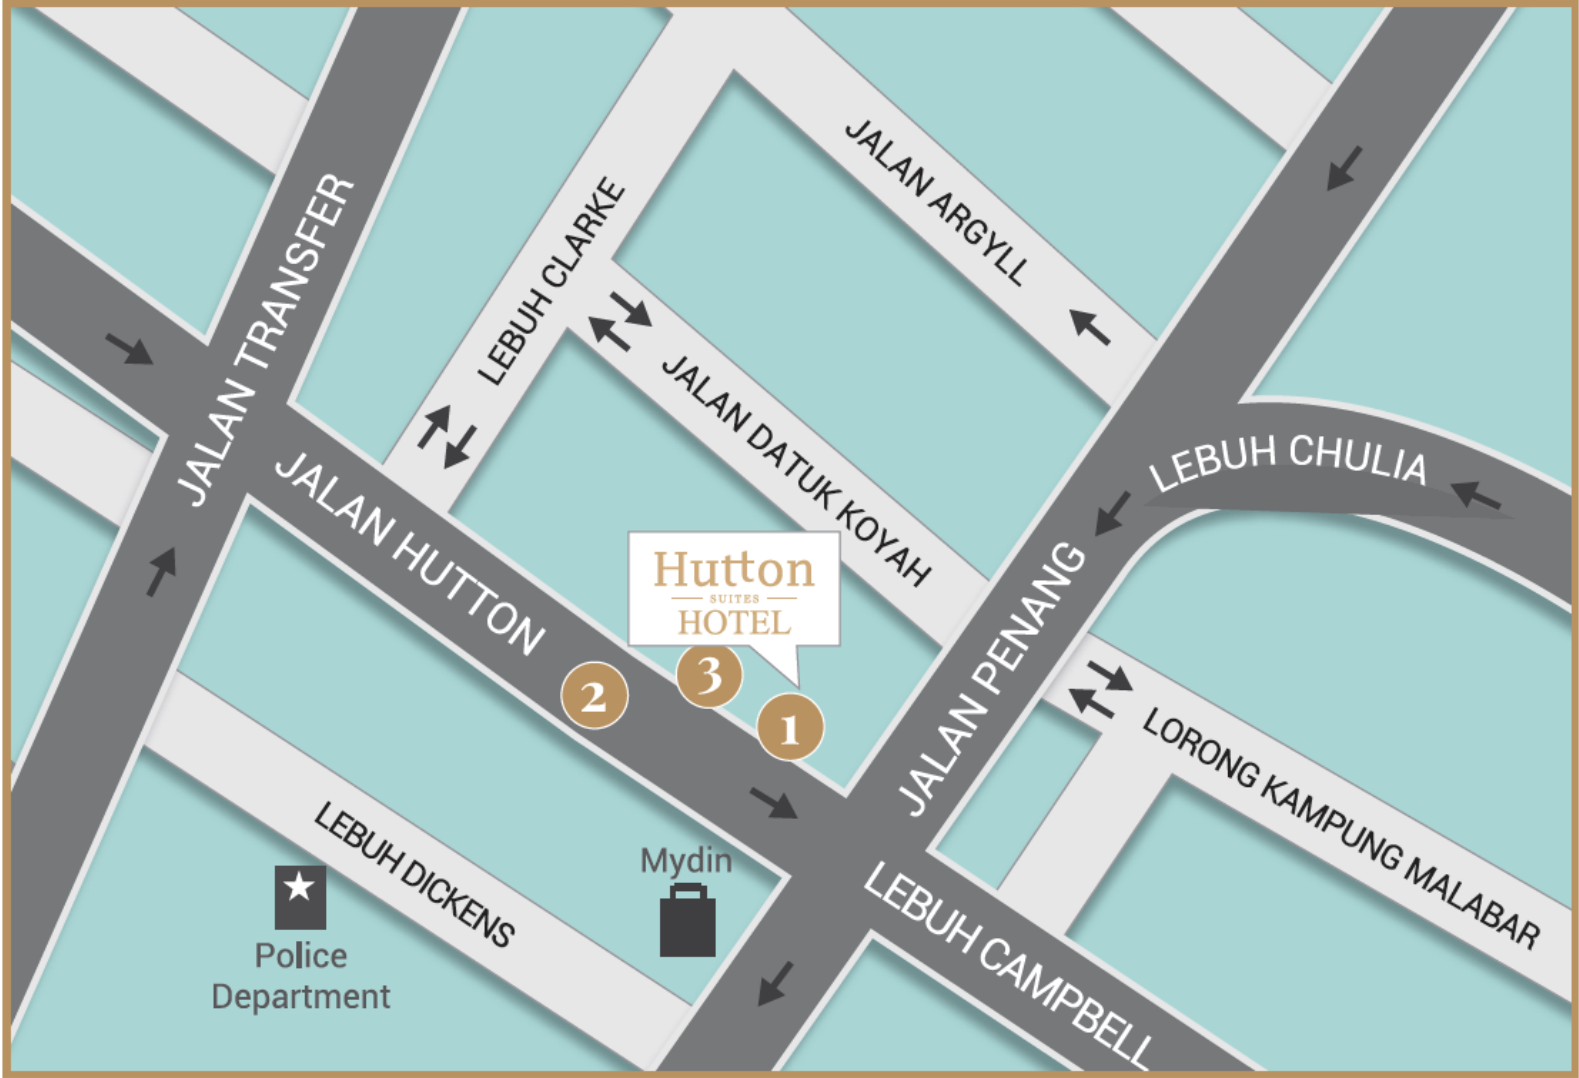 JALAN TRANSFER
LEBUH CLARKE
JALAN ARGYLL
JALAN DATUK KOYAH
LEBUH CHULIA
JALAN HUTTON
Hutton
SUITES
HOTEL
JALAN PENANG
3
2
1
LORONG KAMPUNG MALABAR
LEBUH DICKENS
Mydin
LEBUH CAMPBELL
Police
Department